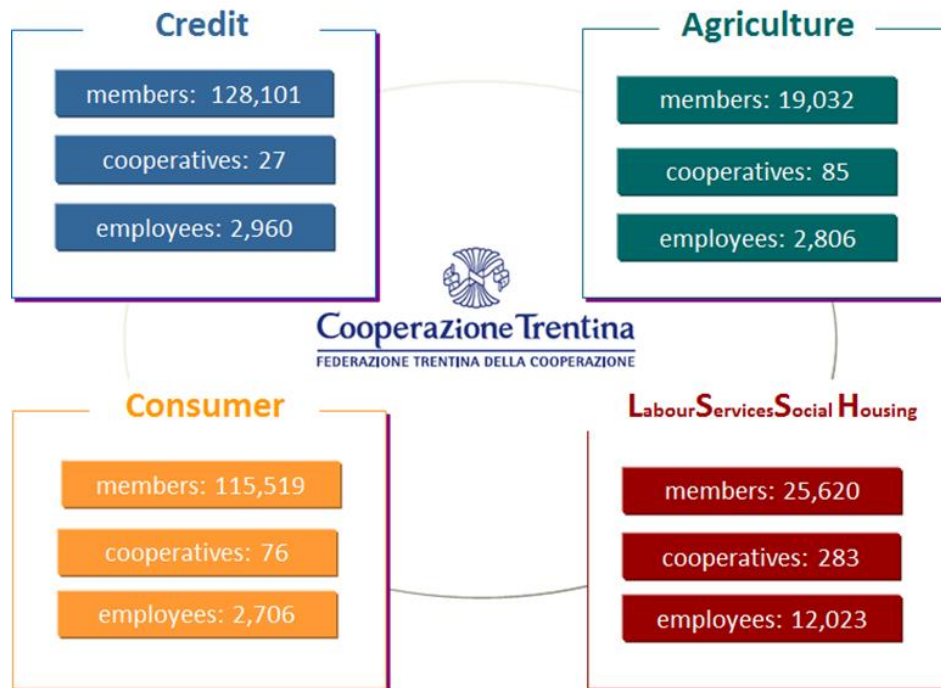 Credit
members: 128,101
cooperatives: 27
employees: 2,960
Agriculture
members: 19,032
cooperatives: 85
employees: 2,806
Cooperazione Trentina
FEDERAZIONE TRENTINA DELLA COOPERAZIONE
Consumer
members: 115,519
cooperatives: 76
employees: 2,706
LabourServicesSocial Housing
members: 25,620
cooperatives: 283
employees: 12,023